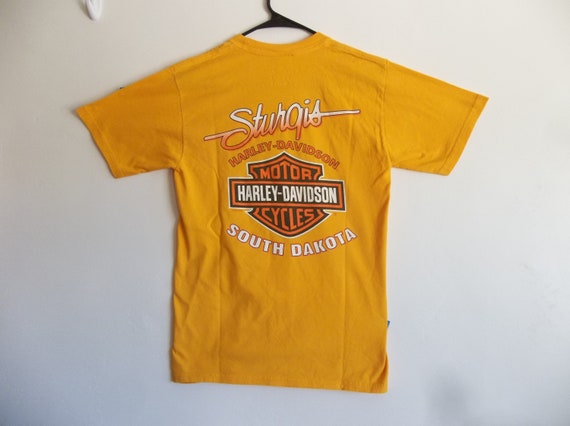 Sturgis
HARLEY-DAVIDSON
MOTOR
HARLEY-DAVIDSON
CYCLES
SOUTH DAKOTA